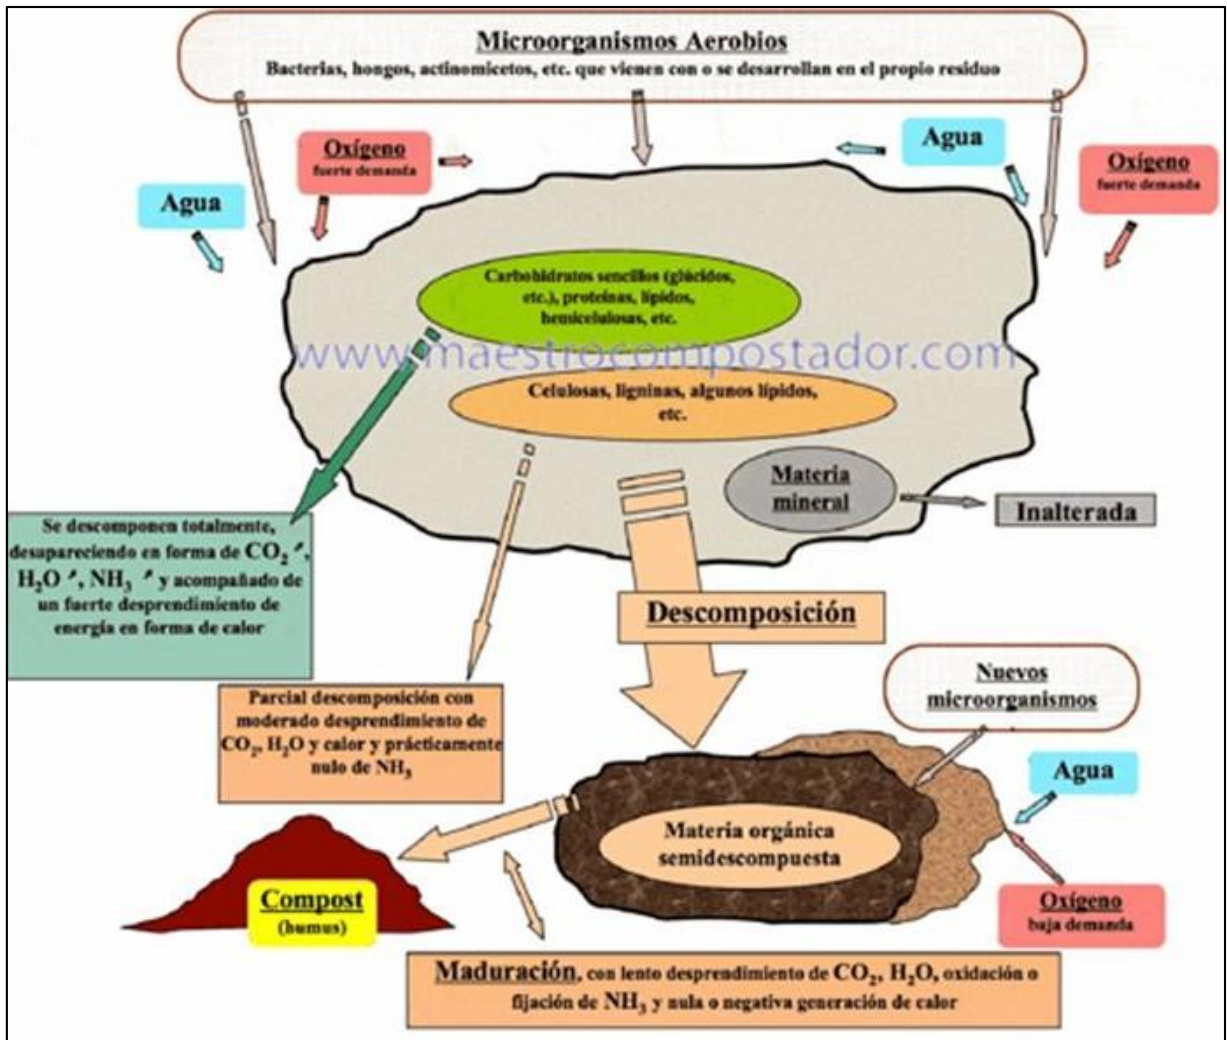 Microorganismos Aerobios
Bacterias, hongos, actinomicetos, etc. que vienen con o se desarrollan en el propio residuo
Oxígeno
fuerte demanda
Agua
Agua
Oxígeno
fuerte demanda
Carbohidratos sencillos (glúcidos,
etc.), proteínas, lípidos,
hemicelulosas, etc.
www.maestrocompostador.com
Celulosas, ligninas, algunos lípidos,
etc.
Materia
mineral
Inalterada
Se descomponen totalmente,
desapareciendo en forma de CO₂ ↗,
H₂O ↗, NH₃ ↗ y acompañado de
un fuerte desprendimiento de
energía en forma de calor
Descomposición
Parcial descomposición con
moderado desprendimiento de
CO₂, H₂O y calor y prácticamente
nulo de NH₃
Nuevos
microorganismos
Agua
Materia orgánica
semidescompuesta
Compost
(humus)
Oxígeno
baja demanda
Maduración, con lento desprendimiento de CO₂, H₂O, oxidación o
fijación de NH₃ y nula o negativa generación de calor